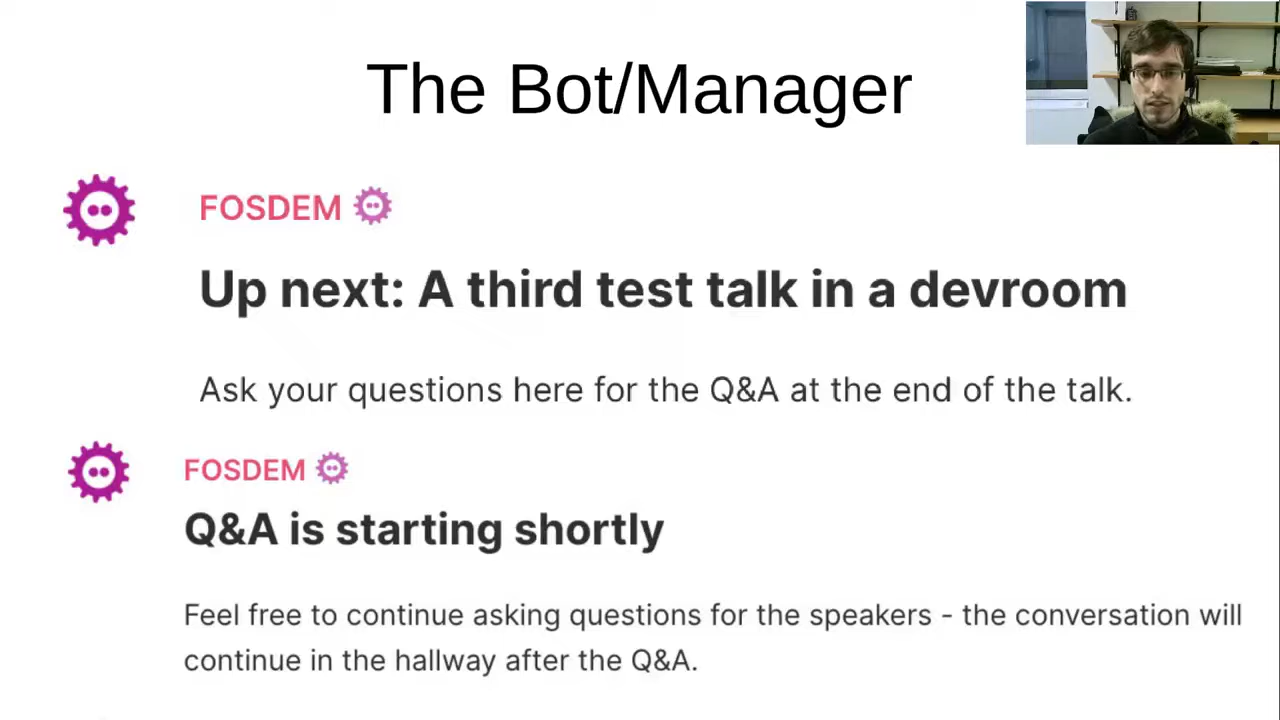 The Bot/Manager
FOSDEM
Up next: A third test talk in a devroom
Ask your questions here for the Q&A at the end of the talk.
FOSDEM
Q&A is starting shortly
Feel free to continue asking questions for the speakers - the conversation will
continue in the hallway after the Q&A.